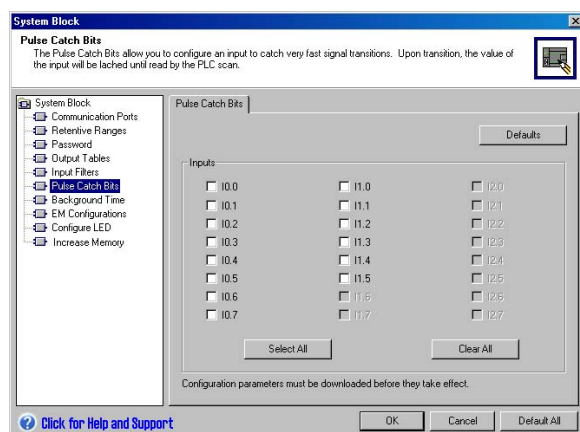 System Block
Pulse Catch Bits
The Pulse Catch Bits allow you to configure an input to catch very fast signal transitions. Upon transition, the value of
the input will be lached until read by the PLC scan.
System Block
Communication Ports
Retentive Ranges
Password
Output Tables
Input Filters
Pulse Catch Bits
Background Time
EM Configurations
Configure LED
Increase Memory
Pulse Catch Bits
Defaults
Inputs
I0.0 I1.0 I2.0
I0.1 I1.1 I2.1
I0.2 I1.2 I2.2
I0.3 I1.3 I2.3
I0.4 I1.4 I2.4
I0.5 I1.5 I2.5
I0.6 I1.6 I2.6
I0.7 I1.7 I2.7
Select All Clear All
Configuration parameters must be downloaded before they take effect.
Click for Help and Support OK Cancel Default All